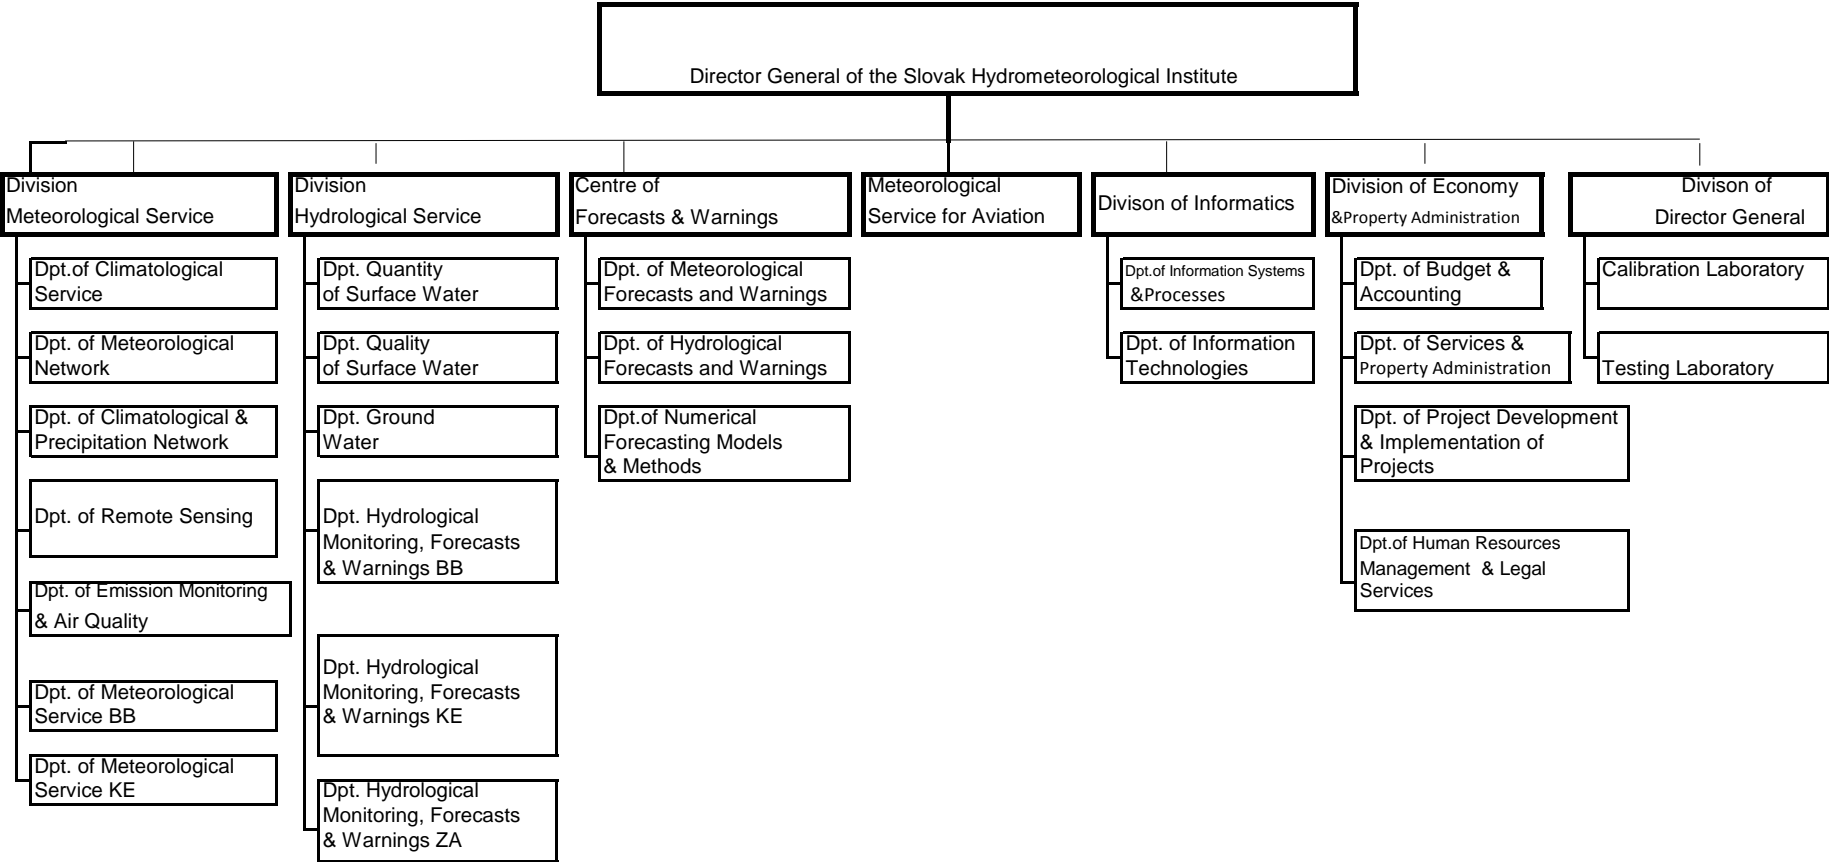 Director General of the Slovak Hydrometeorological Institute
Division
Meteorological Service
Division
Hydrological Service
Centre of
Forecasts & Warnings
Meteorological
Service for Aviation
Divison of Informatics
Division of Economy
&Property Administration
Divison of
Director General
Dpt.of Climatological
Service
Dpt. of Meteorological
Network
Dpt. of Climatological &
Precipitation Network
Dpt. of Remote Sensing
Dpt. of Emission Monitoring
& Air Quality
Dpt. of Meteorological
Service BB
Dpt. of Meteorological
Service KE
Dpt. Quantity
of Surface Water
Dpt. Quality
of Surface Water
Dpt. Ground
Water
Dpt. Hydrological
Monitoring, Forecasts
& Warnings BB
Dpt. Hydrological
Monitoring, Forecasts
& Warnings KE
Dpt. Hydrological
Monitoring, Forecasts
& Warnings ZA
Dpt. of Meteorological
Forecasts and Warnings
Dpt. of Hydrological
Forecasts and Warnings
Dpt.of Numerical
Forecasting Models
& Methods
Dpt.of Information Systems
&Processes
Dpt. of Information
Technologies
Dpt. of Budget &
Accounting
Dpt. of Services &
Property Administration
Dpt. of Project Development
& Implementation of
Projects
Dpt.of Human Resources
Management & Legal
Services
Calibration Laboratory
Testing Laboratory